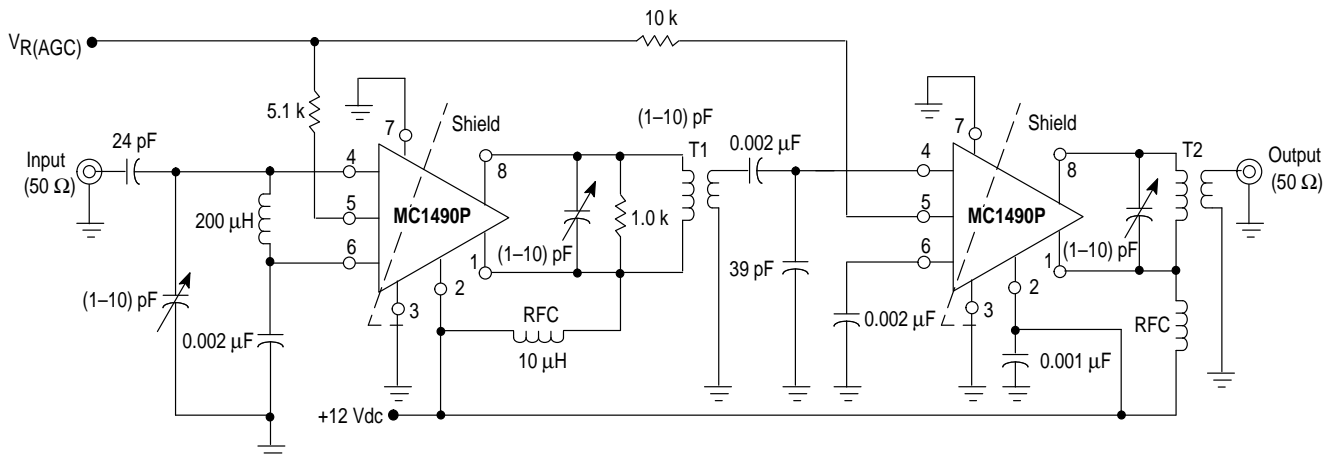 V_R(AGC)
10 k
5.1 k
7
Shield
(1–10) pF
T1
0.002 µF
7
Shield
T2
Output
(50 Ω)
Input
(50 Ω)
24 pF
4
8
4
8
200 µH
5
MC1490P
1.0 k
5
MC1490P
6
(1–10) pF
6
(1–10) pF
1
39 pF
1
(1–10) pF
2
2
0.002 µF
3
RFC
10 µH
0.002 µF
3
0.001 µF
RFC
+12 Vdc